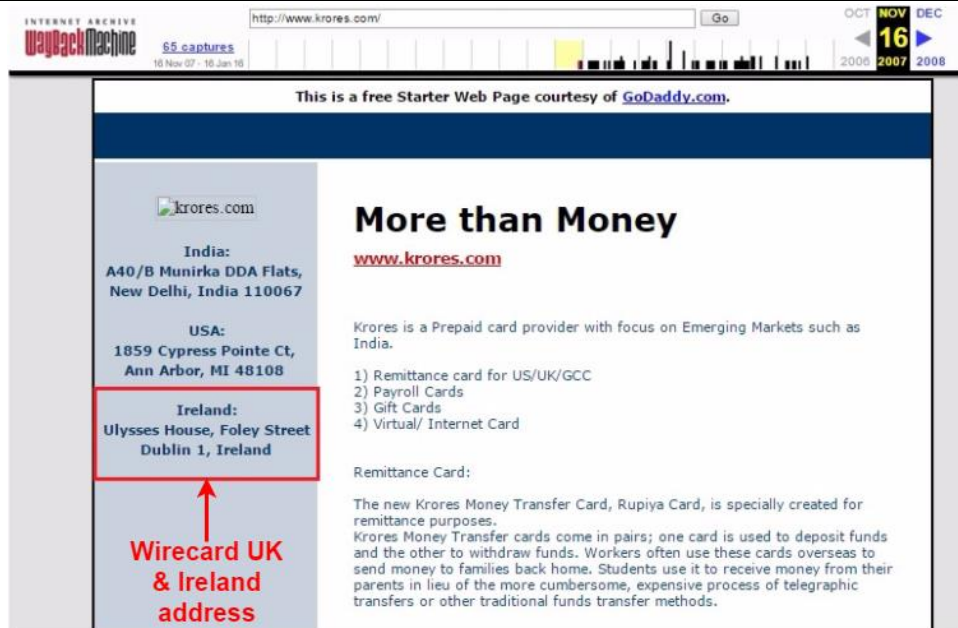 INTERNET ARCHIVE
WayBackMachine
http://www.krores.com/
Go
65 captures
16 Nov 07 - 16 Jan 16
OCT NOV DEC
16
2006 2007 2008
This is a free Starter Web Page courtesy of GoDaddy.com.
krores.com
India:
A40/B Munirka DDA Flats,
New Delhi, India 110067
USA:
1859 Cypress Pointe Ct,
Ann Arbor, MI 48108
Ireland:
Ulysses House, Foley Street
Dublin 1, Ireland
Wirecard UK
& Ireland
address
More than Money
www.krores.com
Krores is a Prepaid card provider with focus on Emerging Markets such as
India.
1) Remittance card for US/UK/GCC
2) Payroll Cards
3) Gift Cards
4) Virtual/ Internet Card
Remittance Card:
The new Krores Money Transfer Card, Rupiya Card, is specially created for
remittance purposes.
Krores Money Transfer cards come in pairs; one card is used to deposit funds
and the other to withdraw funds. Workers often use these cards overseas to
send money to families back home. Students use it to receive money from their
parents in lieu of the more cumbersome, expensive process of telegraphic
transfers or other traditional funds transfer methods.